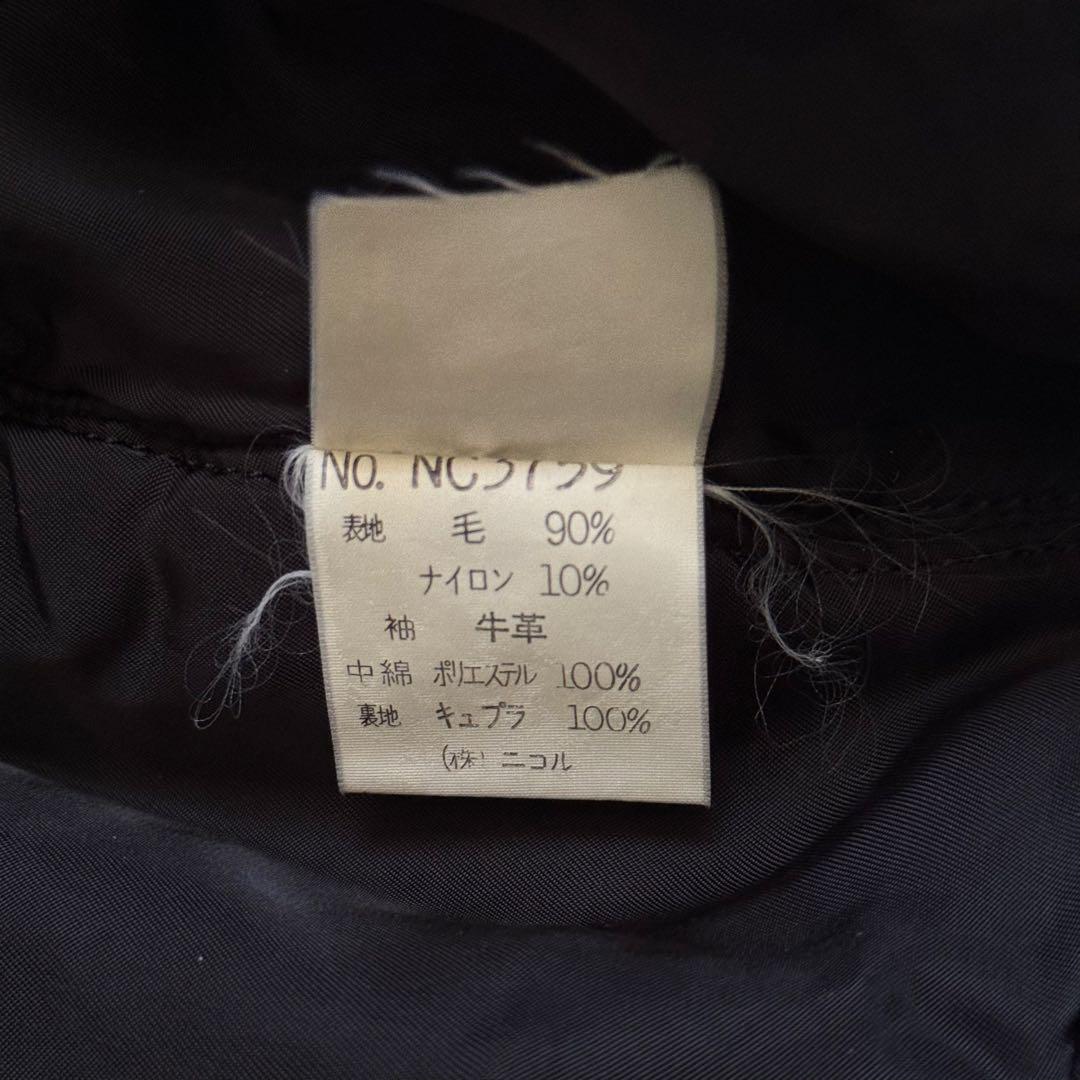 No. NC3759
表地 毛 90%
ナイロン 10%
袖 牛革
中綿 ポリエステル 100%
裏地 キュプラ 100%
(株) ニコル